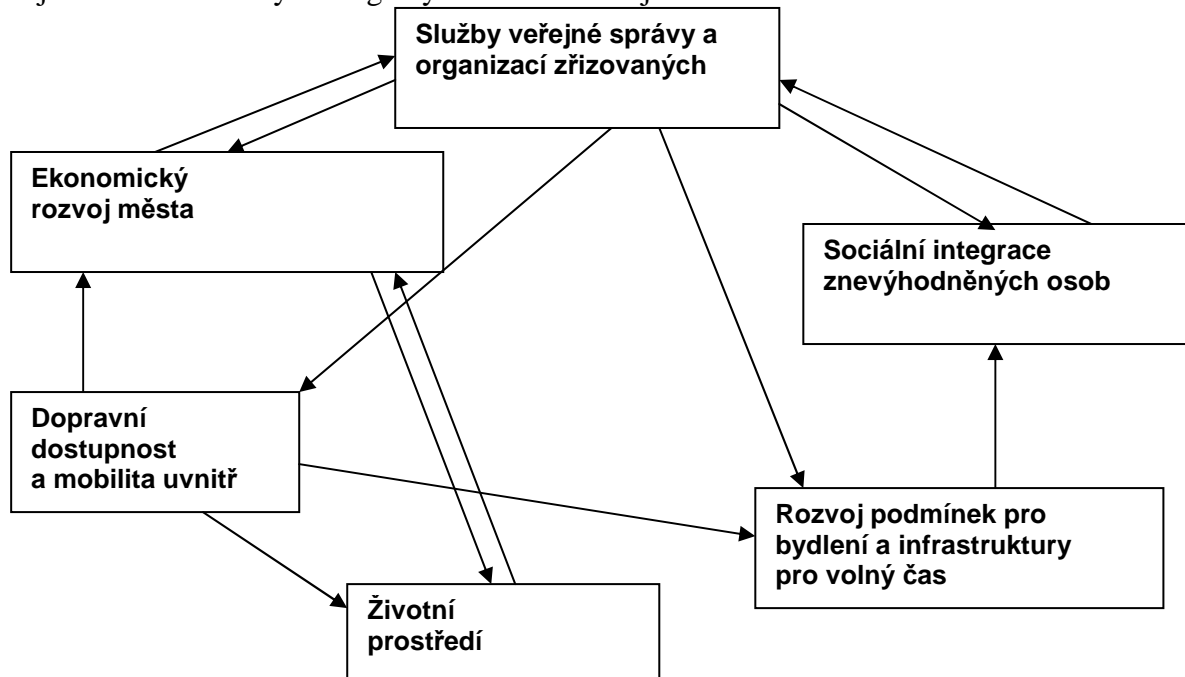 Služby veřejné správy a
organizací zřizovaných
Ekonomický
rozvoj města
Sociální integrace
znevýhodněných osob
Dopravní
dostupnost
a mobilita uvnitř
Rozvoj podmínek pro
bydlení a infrastruktury
pro volný čas
Životní
prostředí